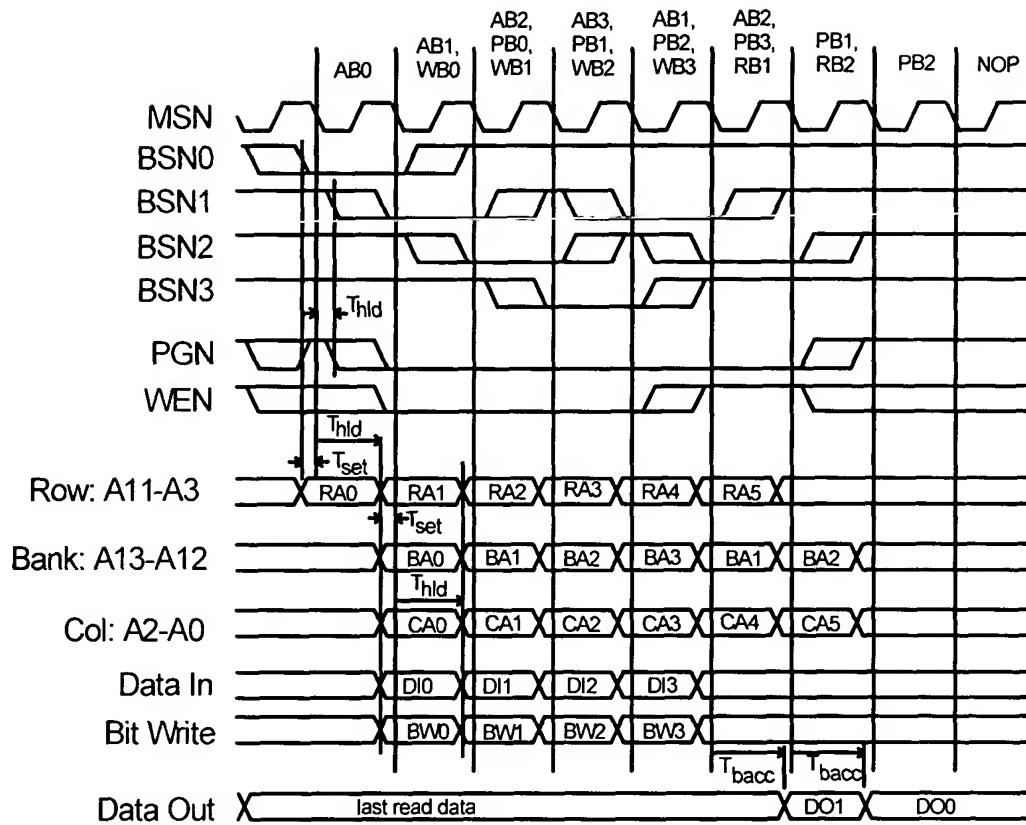 AB0
AB1,
WB0
AB2,
PB0,
WB1
AB3,
PB1,
WB2
AB1,
PB2,
WB3
AB2,
PB3,
RB1
PB1,
RB2
PB2
NOP
MSN
BSN0
BSN1
BSN2
BSN3
Thld
PGN
WEN
Thld
Tset
Row: A11-A3 RA0 RA1 RA2 RA3 RA4 RA5
Tset
Bank: A13-A12 BA0 BA1 BA2 BA3 BA1 BA2
Thld
Col: A2-A0 CA0 CA1 CA2 CA3 CA4 CA5
Data In DI0 DI1 DI2 DI3
Bit Write BW0 BW1 BW2 BW3
Tbacc Tbacc
Data Out last read data DO1 DO0